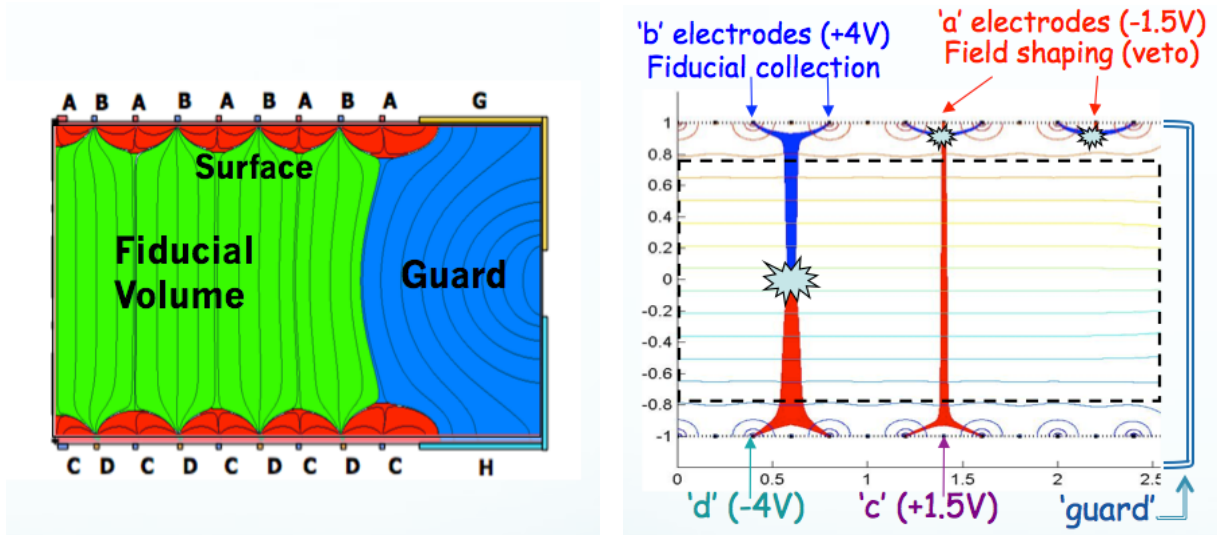 A B A B A B A B A G
Surface
Fiducial
Volume
Guard
C D C D C D C D C H
'b' electrodes (+4V)
Fiducial collection
'a' electrodes (-1.5V)
Field shaping (veto)
1
0.8
0.6
0.4
0.2
0
-0.2
-0.4
-0.6
-0.8
-1
0 0.5 1 1.5 2 2.5
'd' (-4V)
'c' (+1.5V)
'guard'